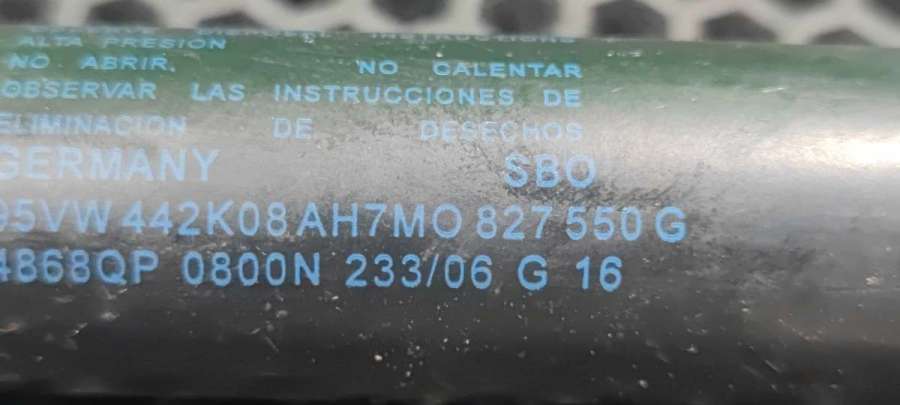 ALTA PRESION
NO ABRIR. NO CALENTAR
OBSERVAR LAS INSTRUCCIONES DE
ELIMINACION DE DESECHOS
GERMANY SBO
95VW 442K08 AH7M0 827 550 G
4868QP 0800N 233/06 G 16